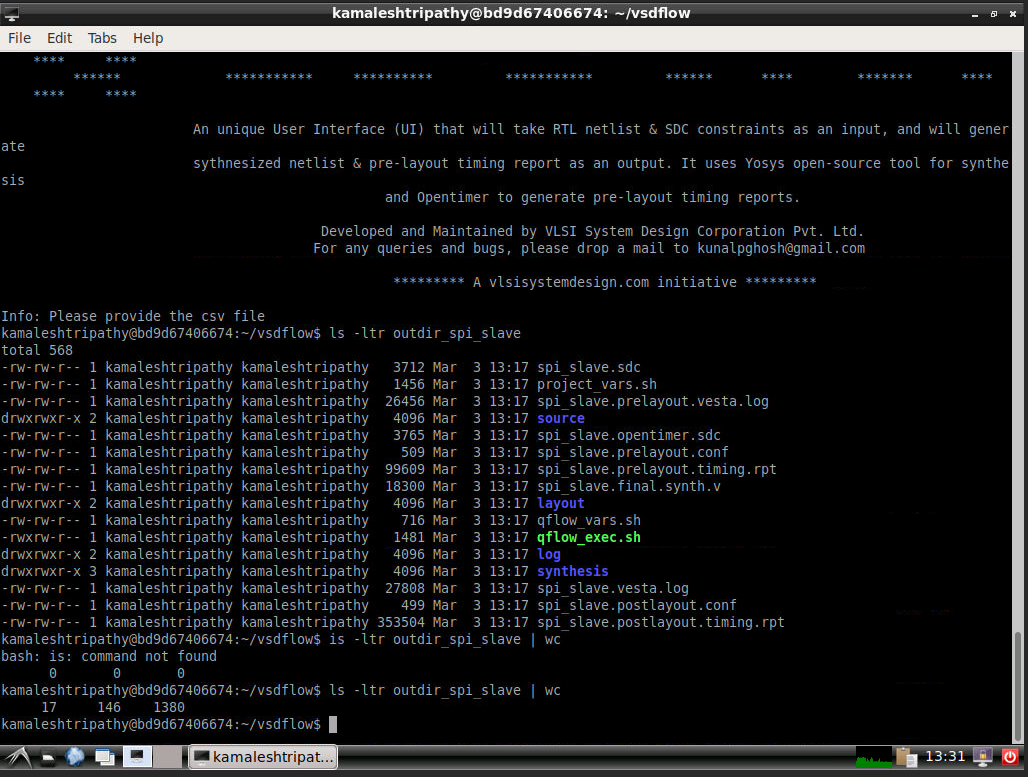 kamaleshtripathy@bd9d67406674: ~/vsdflow
File Edit Tabs Help
**** ****
****** *********** ********** *********** ****** **** ******* ****
**** ****
An unique User Interface (UI) that will take RTL netlist & SDC constraints as an input, and will gener
ate
sythnesized netlist & pre-layout timing report as an output. It uses Yosys open-source tool for synthe
sis
and Opentimer to generate pre-layout timing reports.
Developed and Maintained by VLSI System Design Corporation Pvt. Ltd.
For any queries and bugs, please drop a mail to kunalpghosh@gmail.com
********* A vlsisystemdesign.com initiative *********
Info: Please provide the csv file
kamaleshtripathy@bd9d67406674:~/vsdflow$ ls -ltr outdir_spi_slave
total 568
-rw-rw-r-- 1 kamaleshtripathy kamaleshtripathy 3712 Mar 3 13:17 spi_slave.sdc
-rw-rw-r-- 1 kamaleshtripathy kamaleshtripathy 1456 Mar 3 13:17 project_vars.sh
-rw-rw-r-- 1 kamaleshtripathy kamaleshtripathy 26456 Mar 3 13:17 spi_slave.prelayout.vesta.log
drwxrwxr-x 2 kamaleshtripathy kamaleshtripathy 4096 Mar 3 13:17 source
-rw-rw-r-- 1 kamaleshtripathy kamaleshtripathy 3765 Mar 3 13:17 spi_slave.opentimer.sdc
-rw-rw-r-- 1 kamaleshtripathy kamaleshtripathy 509 Mar 3 13:17 spi_slave.prelayout.conf
-rw-rw-r-- 1 kamaleshtripathy kamaleshtripathy 99609 Mar 3 13:17 spi_slave.prelayout.timing.rpt
-rw-rw-r-- 1 kamaleshtripathy kamaleshtripathy 18300 Mar 3 13:17 spi_slave.final.synth.v
drwxrwxr-x 2 kamaleshtripathy kamaleshtripathy 4096 Mar 3 13:17 layout
-rw-rw-r-- 1 kamaleshtripathy kamaleshtripathy 716 Mar 3 13:17 qflow_vars.sh
-rw-rw-r-- 1 kamaleshtripathy kamaleshtripathy 1481 Mar 3 13:17 qflow_exec.sh
drwxrwxr-x 2 kamaleshtripathy kamaleshtripathy 4096 Mar 3 13:17 log
drwxrwxr-x 3 kamaleshtripathy kamaleshtripathy 4096 Mar 3 13:17 synthesis
-rw-rw-r-- 1 kamaleshtripathy kamaleshtripathy 27808 Mar 3 13:17 spi_slave.vesta.log
-rw-rw-r-- 1 kamaleshtripathy kamaleshtripathy 499 Mar 3 13:17 spi_slave.postlayout.conf
-rw-rw-r-- 1 kamaleshtripathy kamaleshtripathy 353504 Mar 3 13:17 spi_slave.postlayout.timing.rpt
kamaleshtripathy@bd9d67406674:~/vsdflow$ is -ltr outdir_spi_slave | wc
bash: is: command not found
0 0 0
kamaleshtripathy@bd9d67406674:~/vsdflow$ ls -ltr outdir_spi_slave | wc
17 146 1380
kamaleshtripathy@bd9d67406674:~/vsdflow$
kamaleshtripat... 13:31